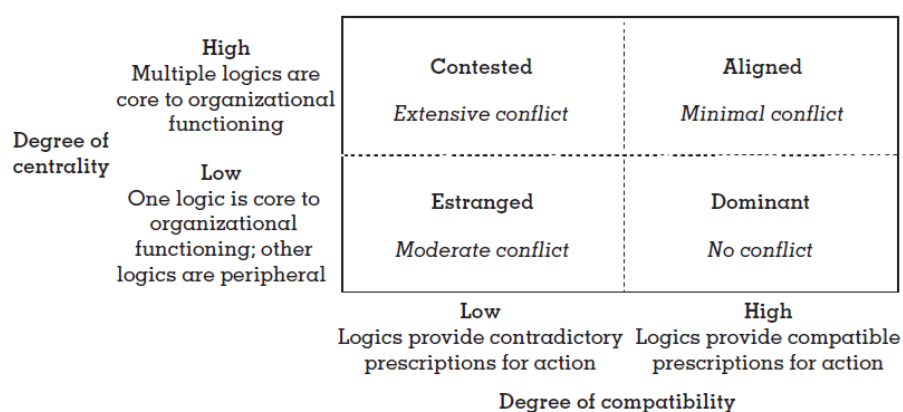 High
Multiple logics are
core to organizational
functioning
Degree of
centrality
Low
One logic is core to
organizational
functioning; other
logics are peripheral
Contested
Aligned
Extensive conflict
Minimal conflict
Estranged
Dominant
Moderate conflict
No conflict
Low
Logics provide contradictory
prescriptions for action
High
Logics provide compatible
prescriptions for action
Degree of compatibility